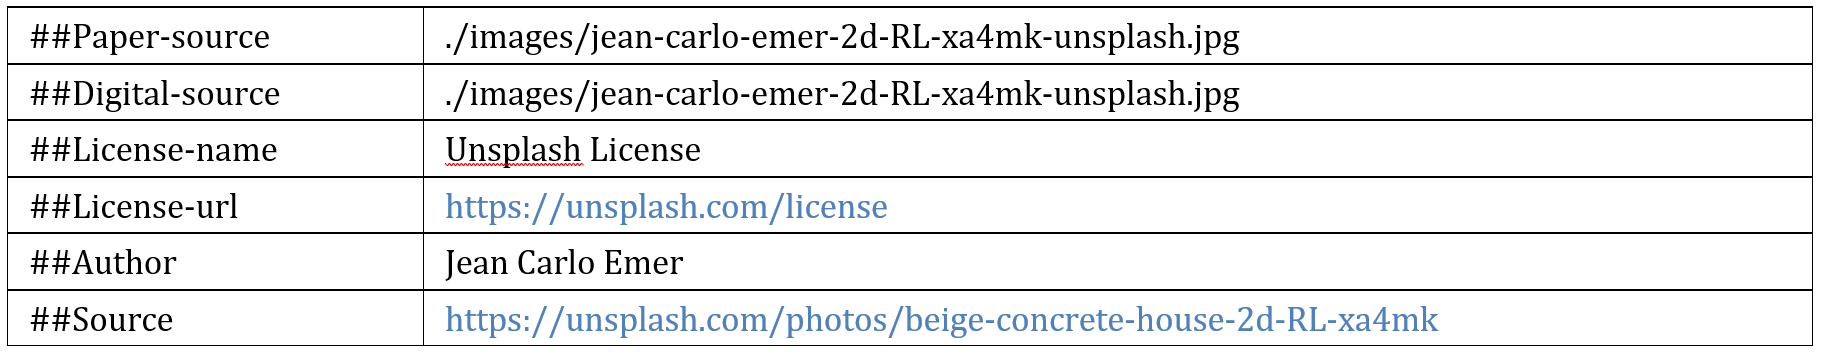 ##Paper-source ./images/jean-carlo-emer-2d-RL-xa4mk-unsplash.jpg
##Digital-source ./images/jean-carlo-emer-2d-RL-xa4mk-unsplash.jpg
##License-name Unsplash License
##License-url https://unsplash.com/license
##Author Jean Carlo Emer
##Source https://unsplash.com/photos/beige-concrete-house-2d-RL-xa4mk